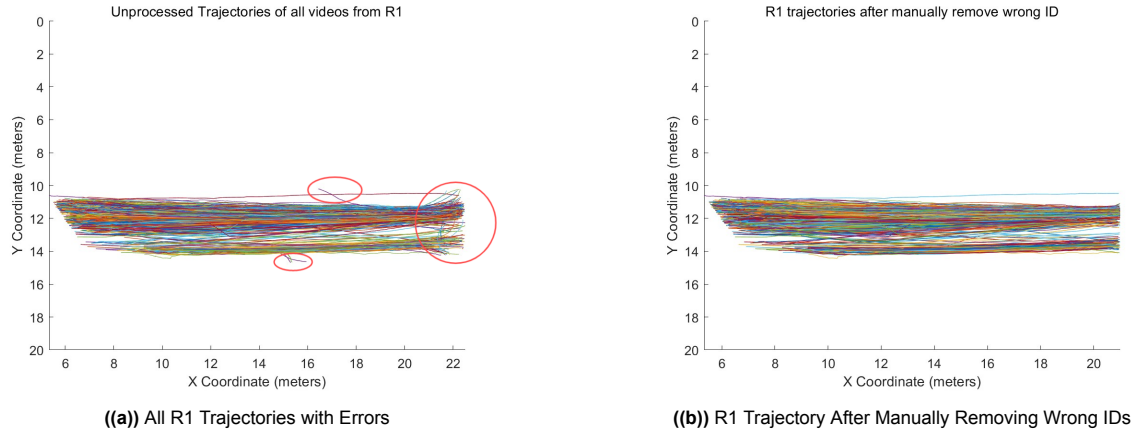 Unprocessed Trajectories of all videos from R1
0
2
4
6
8
10
12
14
16
18
20
Y Coordinate (meters)
6 8 10 12 14 16 18 20 22
X Coordinate (meters)
((a)) All R1 Trajectories with Errors
R1 trajectories after manually remove wrong ID
0
2
4
6
8
10
12
14
16
18
20
Y Coordinate (meters)
6 8 10 12 14 16 18 20
X Coordinate (meters)
((b)) R1 Trajectory After Manually Removing Wrong IDs